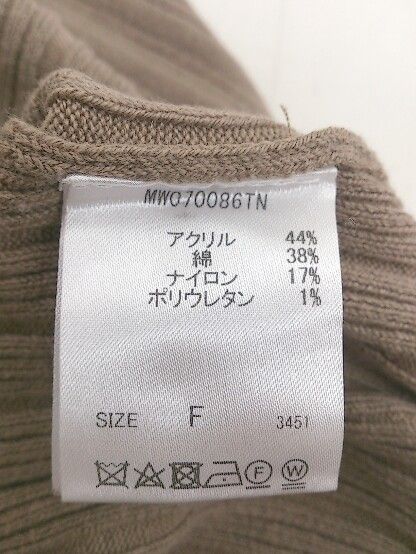 MWO70086TN
アクリル 44%
綿 38%
ナイロン 17%
ポリウレタン 1%
SIZE F 3451
F W